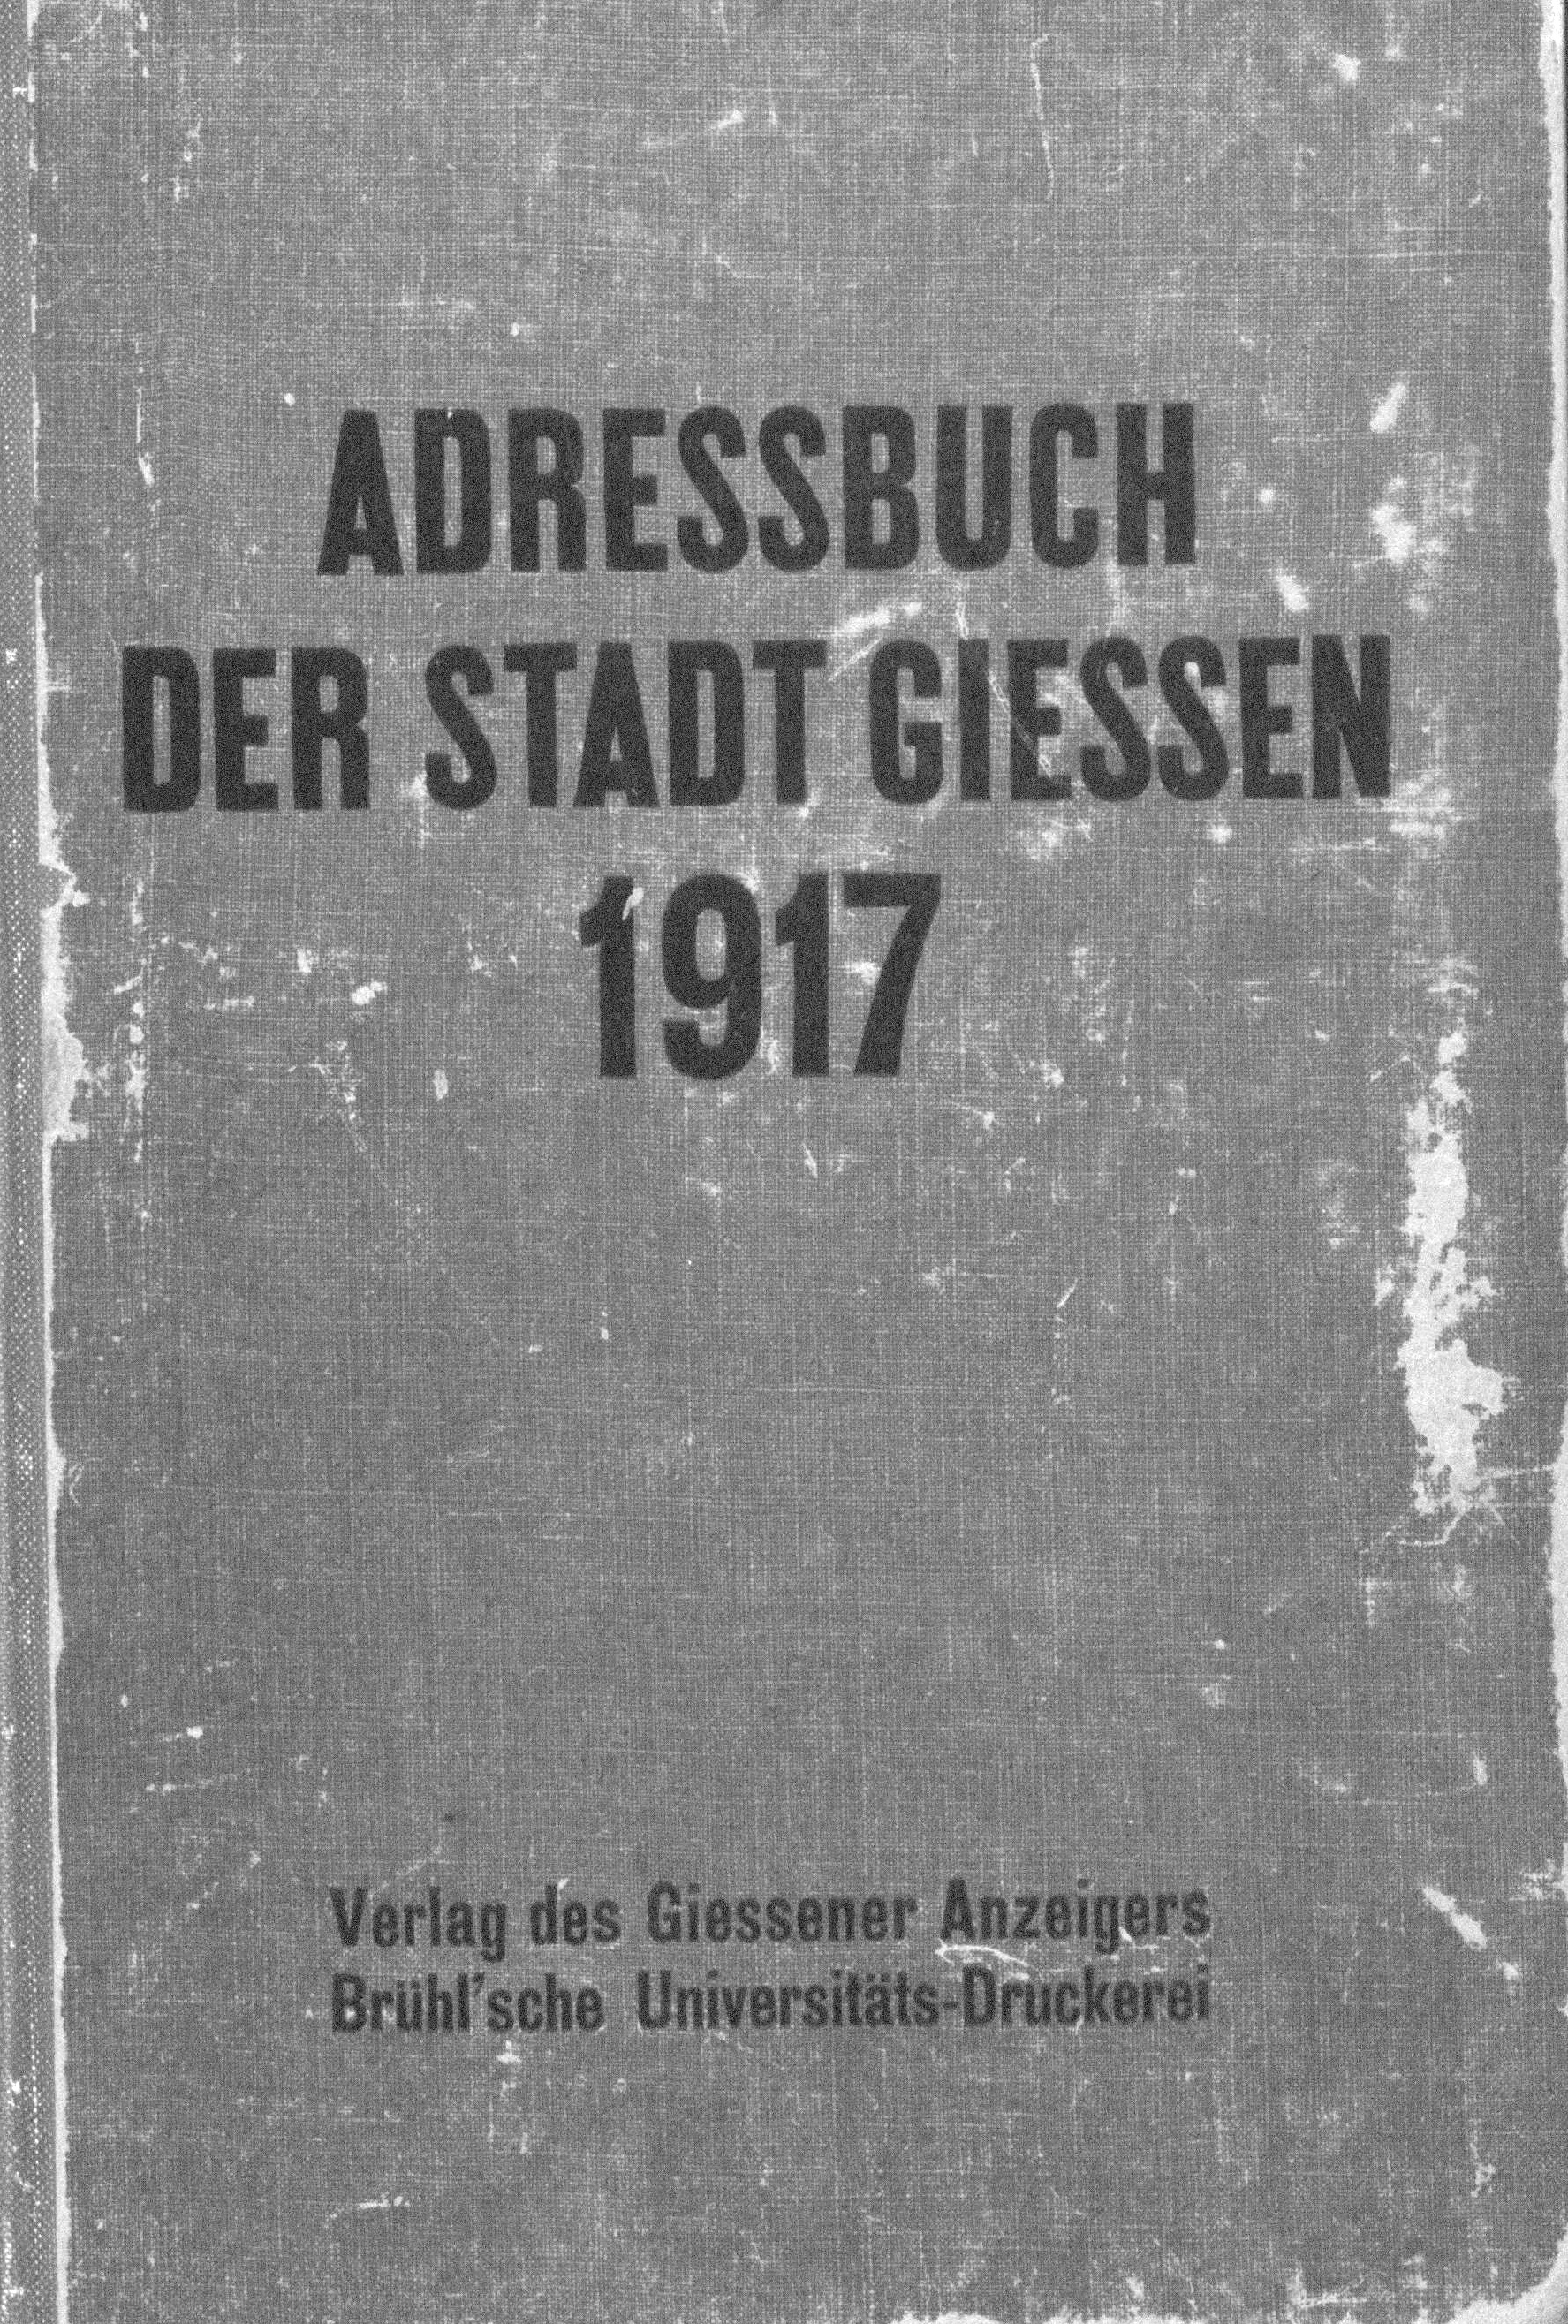 ADRESSBUCH
DER STADT GIESSEN
1917
Verlag des Giessener Anzeigers
Brühl'sche Universitäts-Druckerei